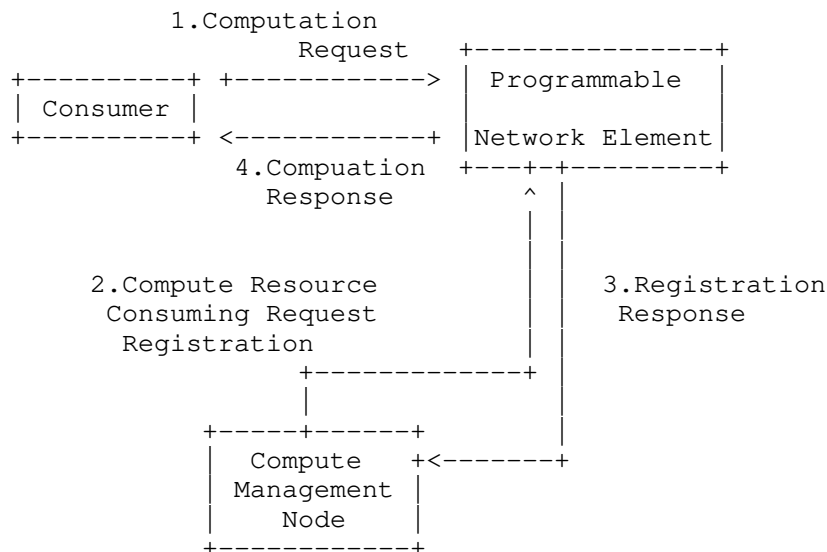 1.Computation
Request
Programmable
Consumer
Network Element
4.Compuation
Response
2.Compute Resource
3.Registration
Consuming Request
Response
Registration
Compute
Management
Node